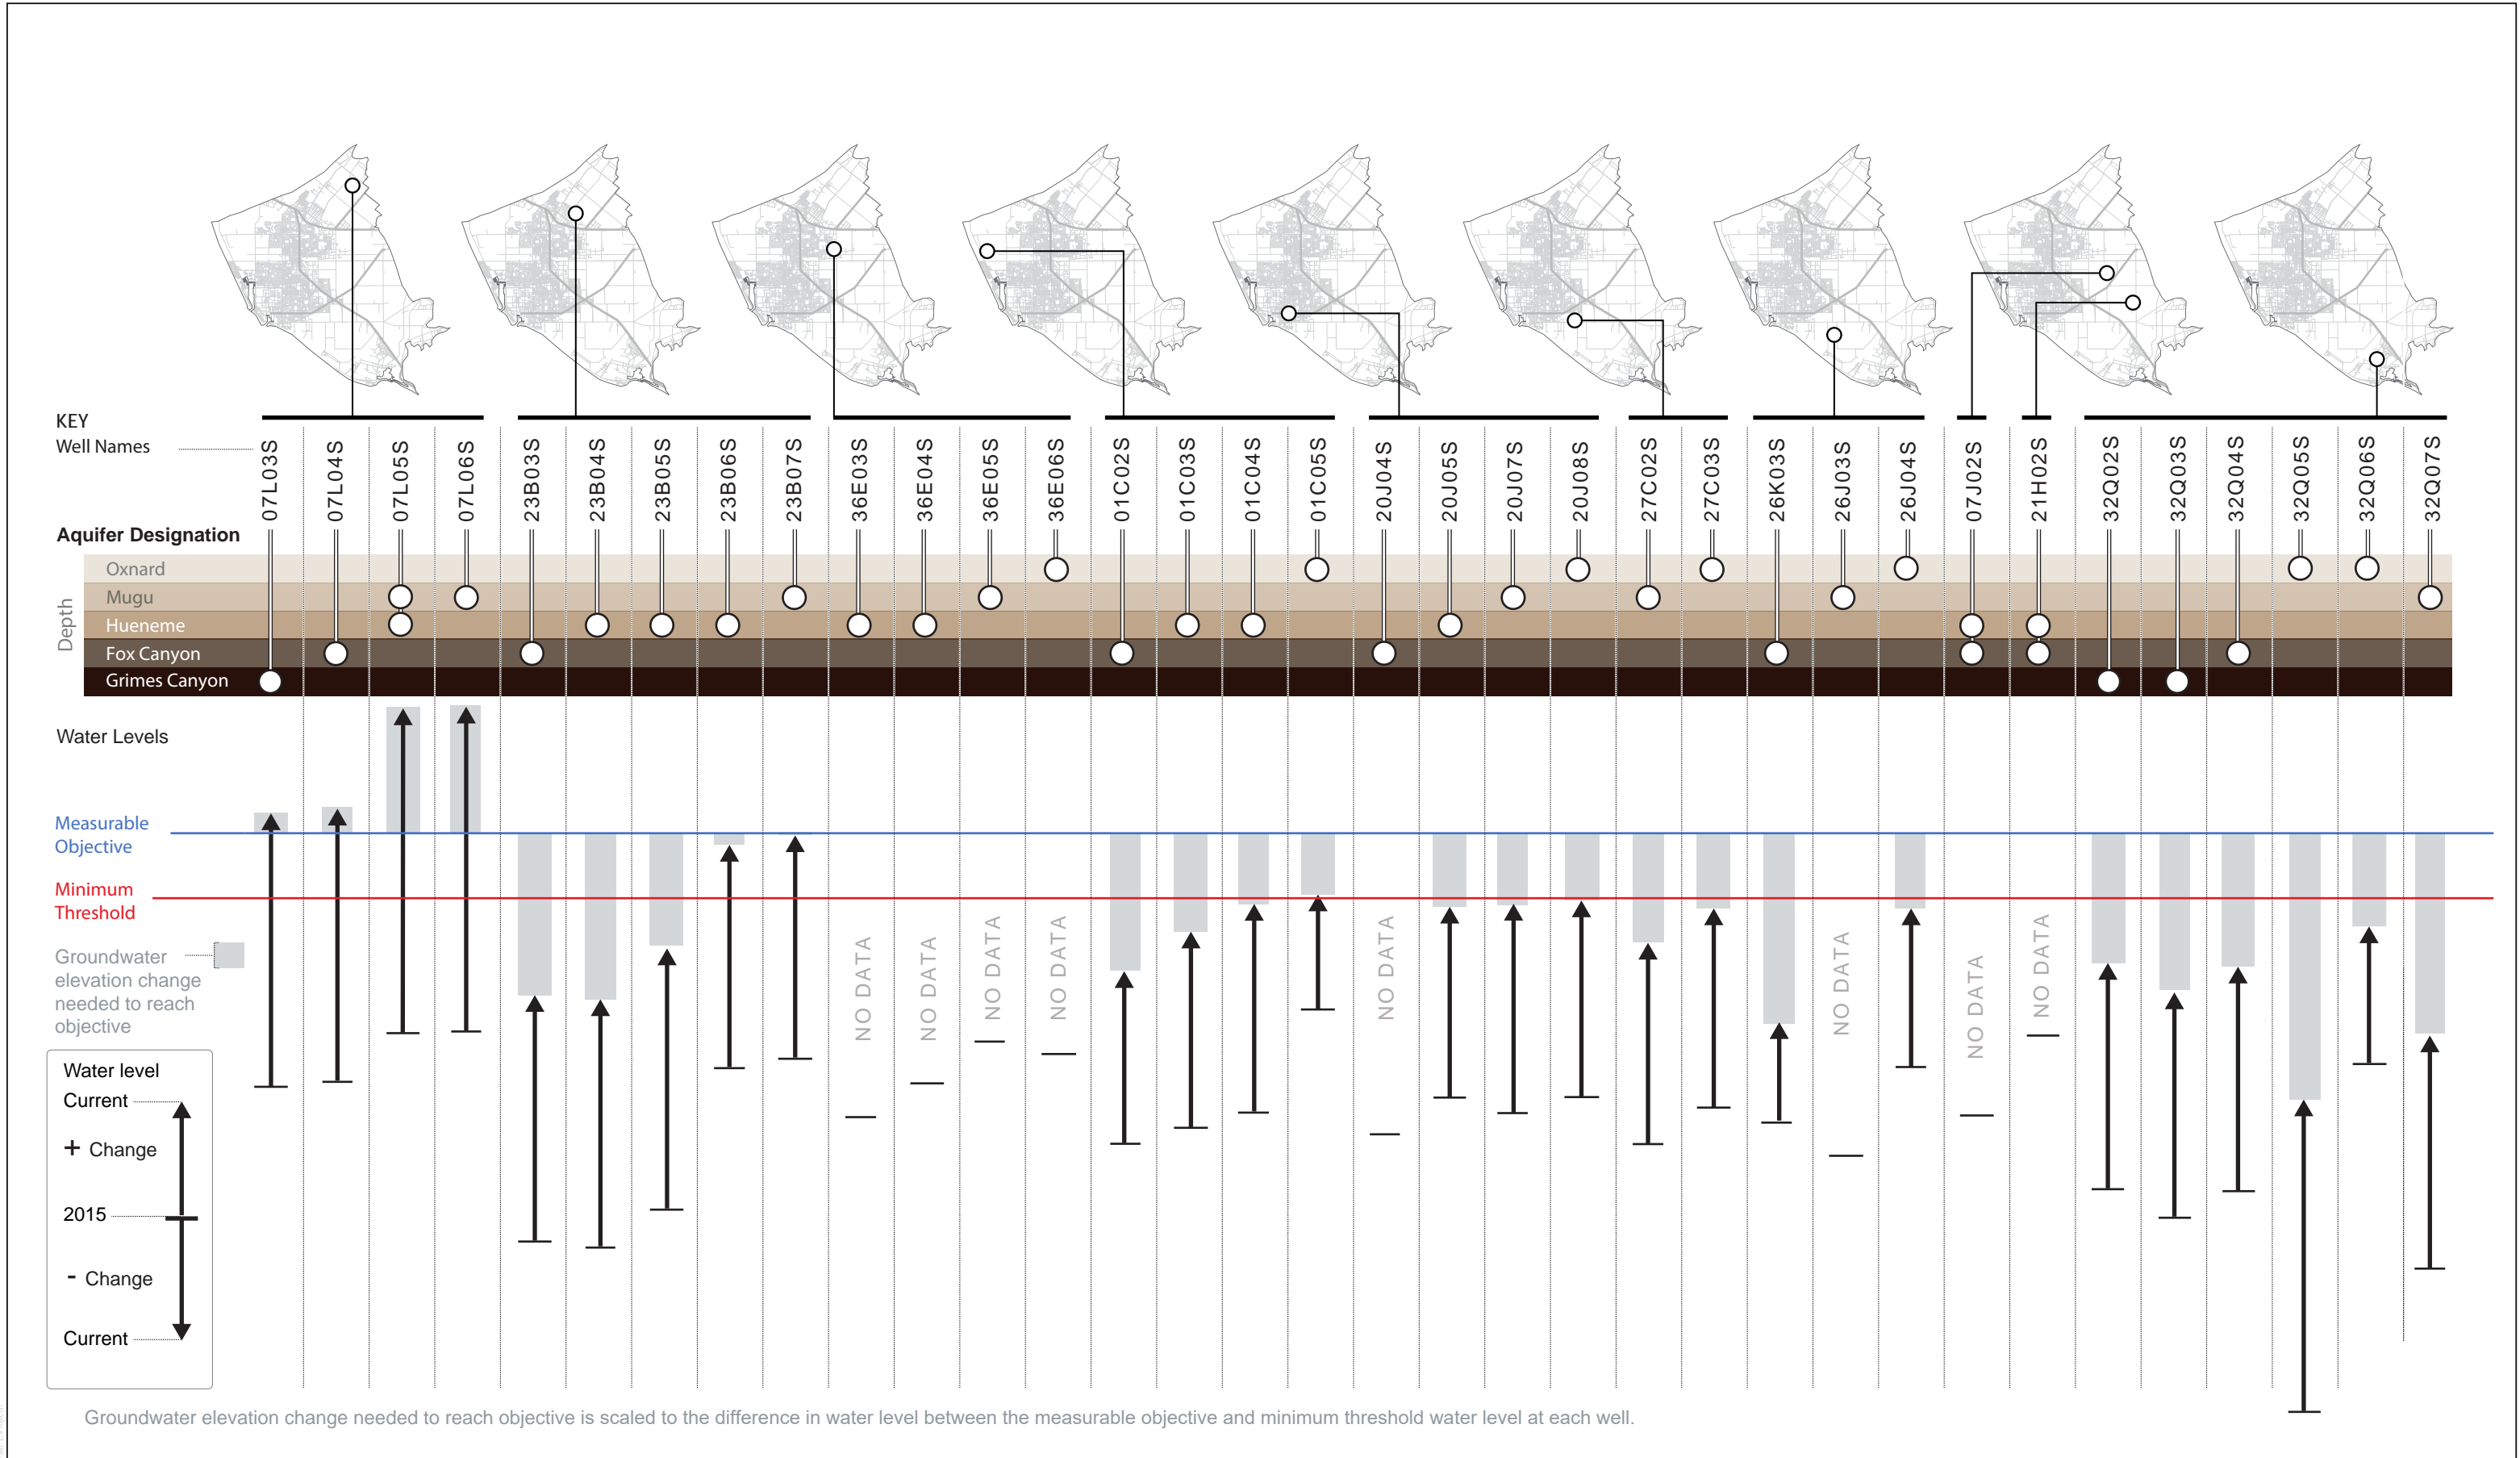 KEY
Well Names
07L03S
07L04S
07L05S
07L06S
23B03S
23B04S
23B05S
23B06S
23B07S
36E03S
36E04S
36E05S
36E06S
01C02S
01C03S
01C04S
01C05S
20J04S
20J05S
20J07S
20J08S
27C02S
27C03S
26K03S
26J03S
26J04S
07J02S
21H02S
32Q02S
32Q03S
32Q04S
32Q05S
32Q06S
32Q07S
Aquifer Designation
Depth
Oxnard
Mugu
Hueneme
Fox Canyon
Grimes Canyon
Water Levels
Measurable
Objective
Minimum
Threshold
Groundwater
elevation change
needed to reach
objective
NO DATA
NO DATA
NO DATA
NO DATA
NO DATA
NO DATA
NO DATA
NO DATA
Water level
Current
+ Change
2015
- Change
Current
Groundwater elevation change needed to reach objective is scaled to the difference in water level between the measurable objective and minimum threshold water level at each well.